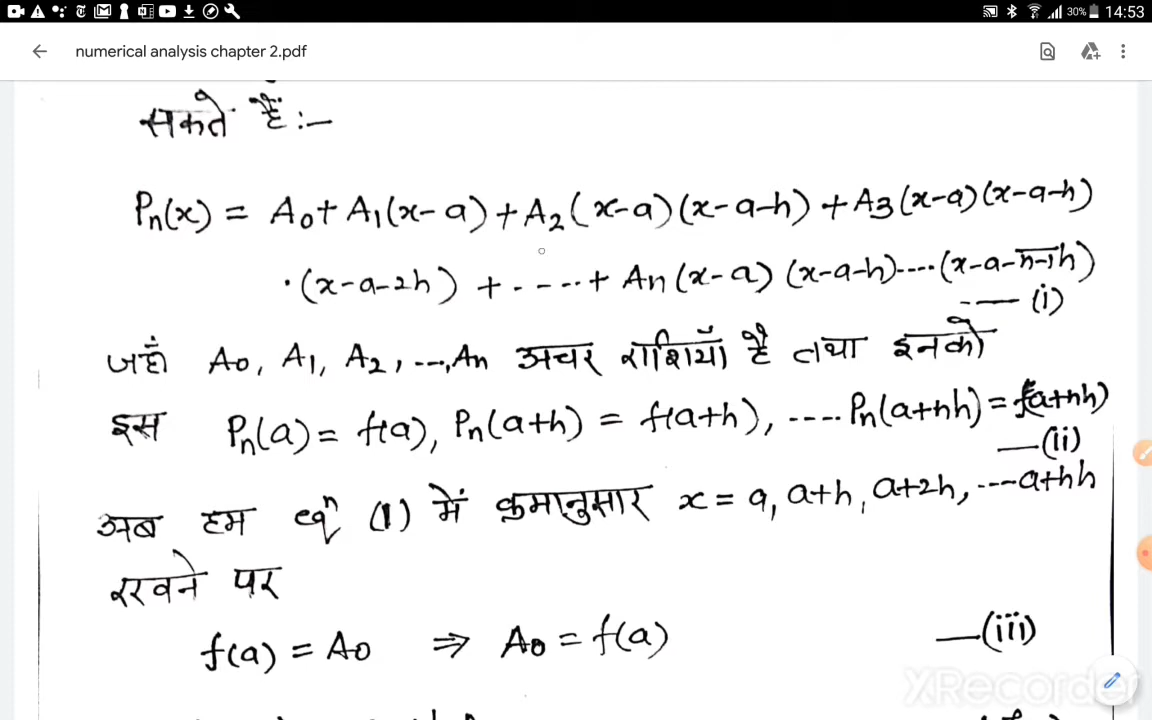 30% 14:53
numerical analysis chapter 2.pdf
सकते हैं :—
Pn(x) = A0 + A1(x-a) + A2(x-a)(x-a-h) + A3(x-a)(x-a-h)
·(x-a-2h) + ----+ An(x-a)(x-a-h)....(x-a-n-1h)
---- (i)
जहाँ A0, A1, A2, ---, An अचर राशियाँ है तथा इनको
इस Pn(a) = f(a), Pn(a+h) = f(a+h), ---- Pn(a+nh) = f(a+nh)
—(ii)
अब हम eqn (1) में क्रमानुसार x = a, a+h, a+2h, ---- a+nh
रखने पर
f(a) = A0 ⇒ A0 = f(a) —(iii)
XRecorder